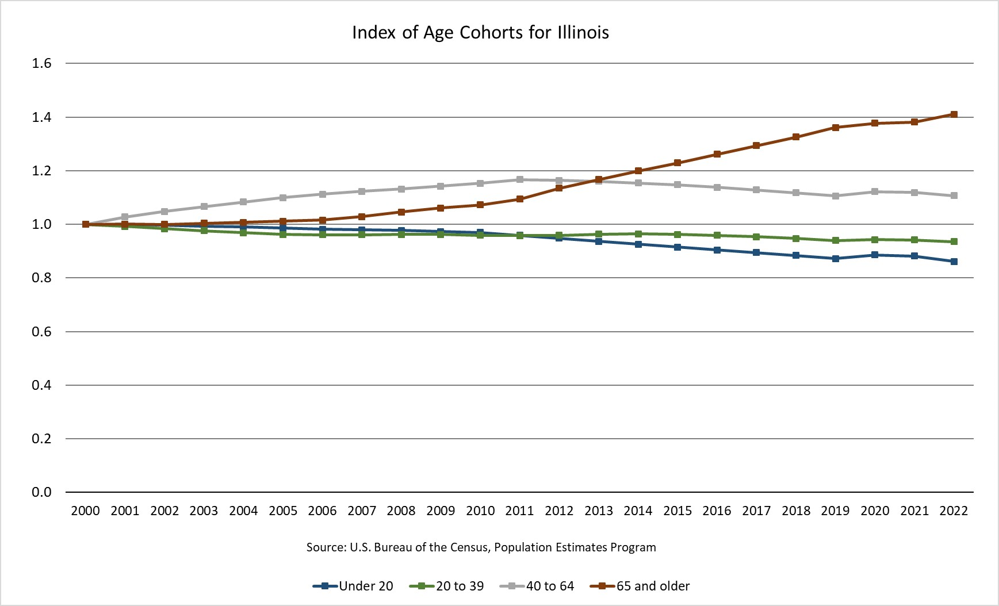 Index of Age Cohorts for Illinois
1.6
1.4
1.2
1.0
0.8
0.6
0.4
0.2
0.0
2000 2001 2002 2003 2004 2005 2006 2007 2008 2009 2010 2011 2012 2013 2014 2015 2016 2017 2018 2019 2020 2021 2022
Source: U.S. Bureau of the Census, Population Estimates Program
Under 20 20 to 39 40 to 64 65 and older